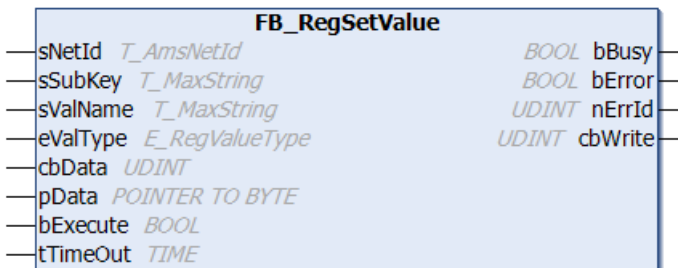 FB_RegSetValue
sNetId T_AmsNetId BOOL bBusy
sSubKey T_MaxString BOOL bError
sValName T_MaxString UDINT nErrId
eValType E_RegValueType UDINT cbWrite
cbData UDINT
pData POINTER TO BYTE
bExecute BOOL
tTimeOut TIME